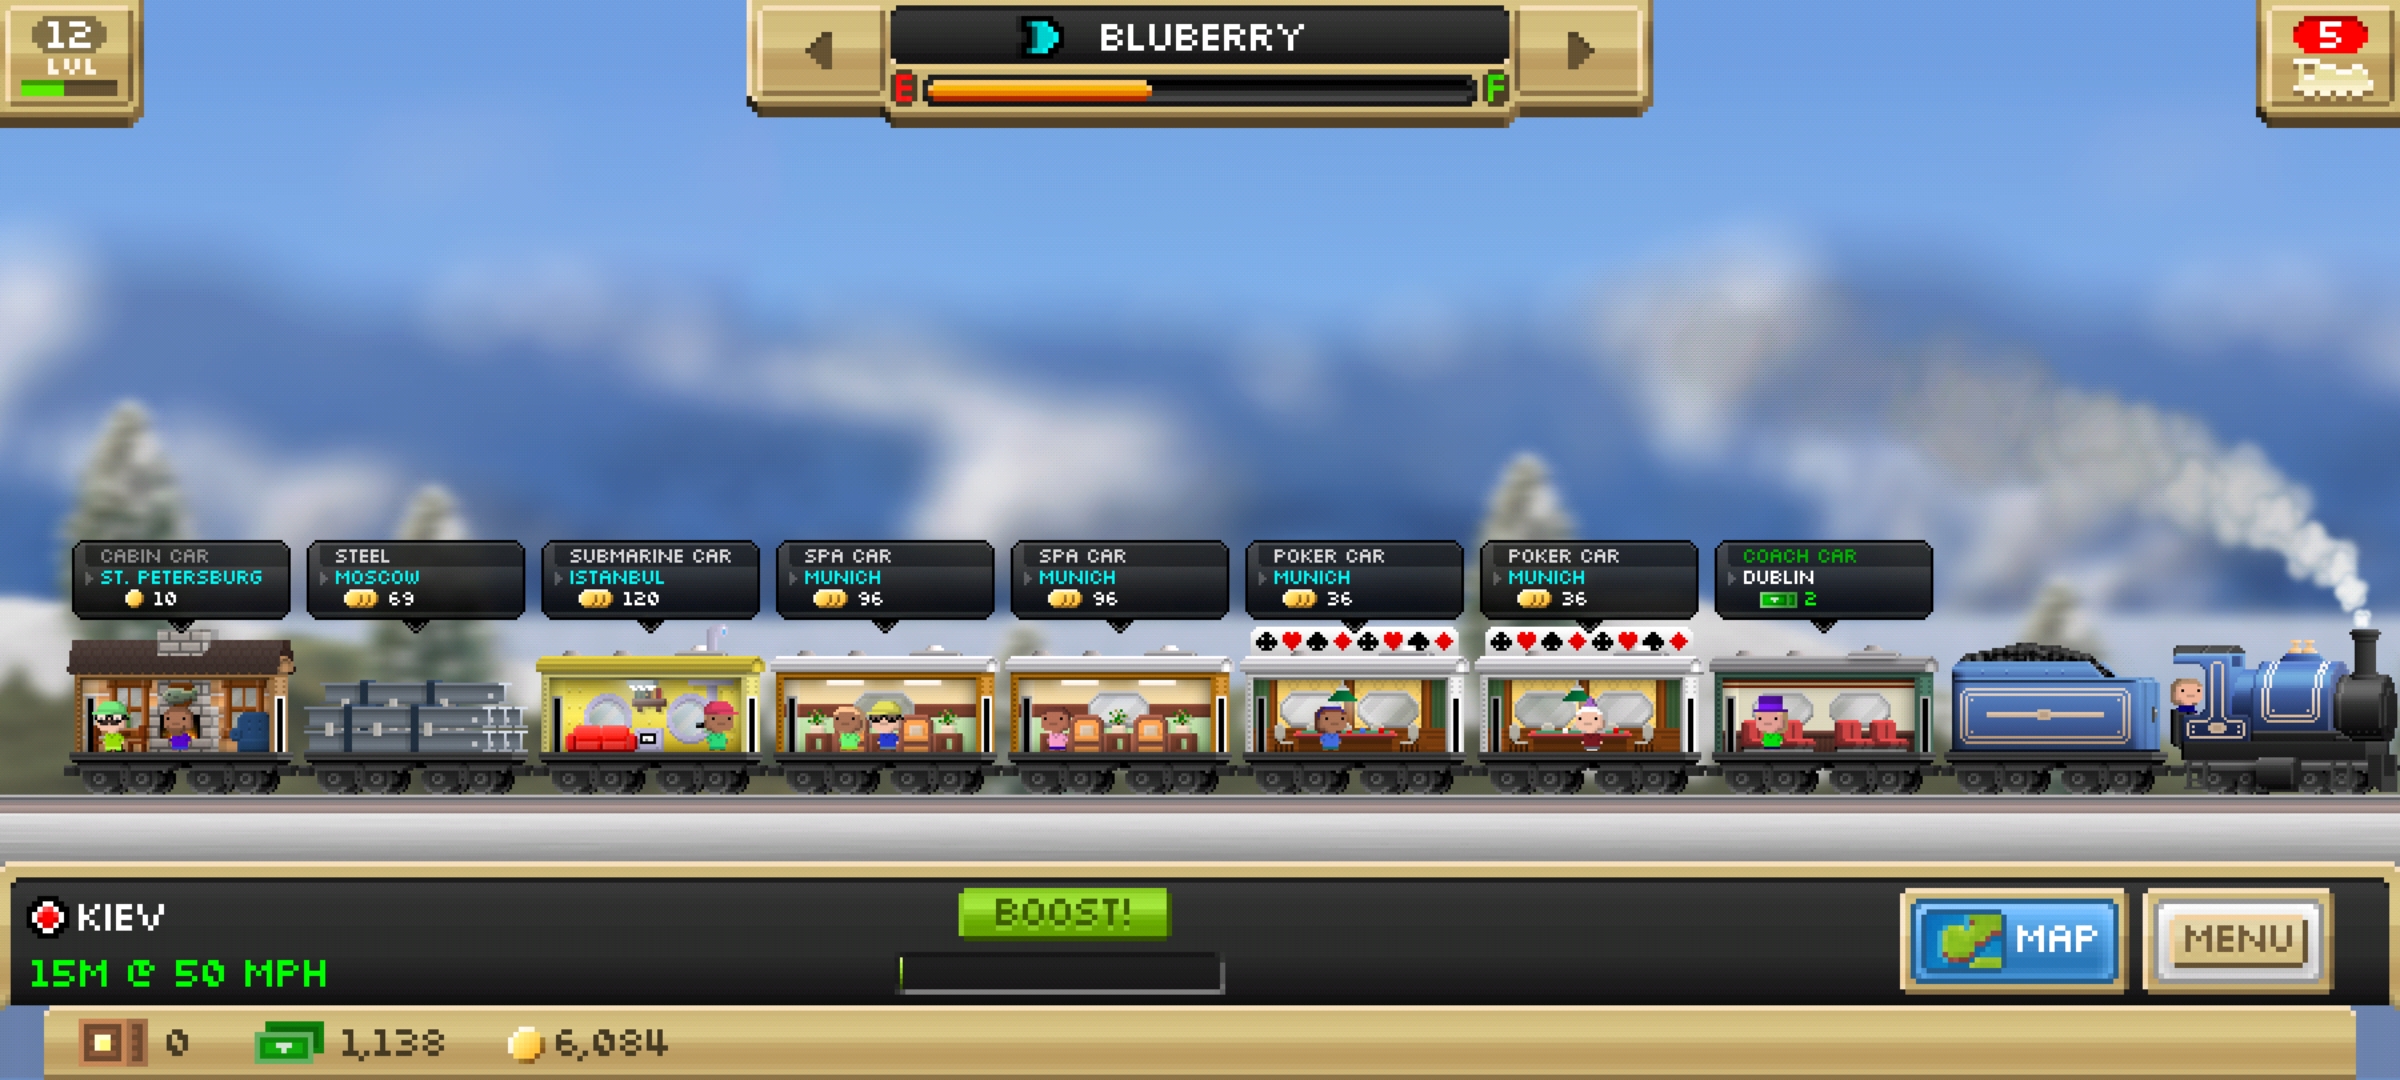 12
LVL
BLUBERRY
E
F
5
CABIN CAR
ST. PETERSBURG
10
STEEL
MOSCOW
69
SUBMARINE CAR
ISTANBUL
120
SPA CAR
MUNICH
96
SPA CAR
MUNICH
96
POKER CAR
MUNICH
36
POKER CAR
MUNICH
36
COACH CAR
DUBLIN
2
KIEV
15M @ 50 MPH
BOOST!
MAP
MENU
0
1,138
6,084